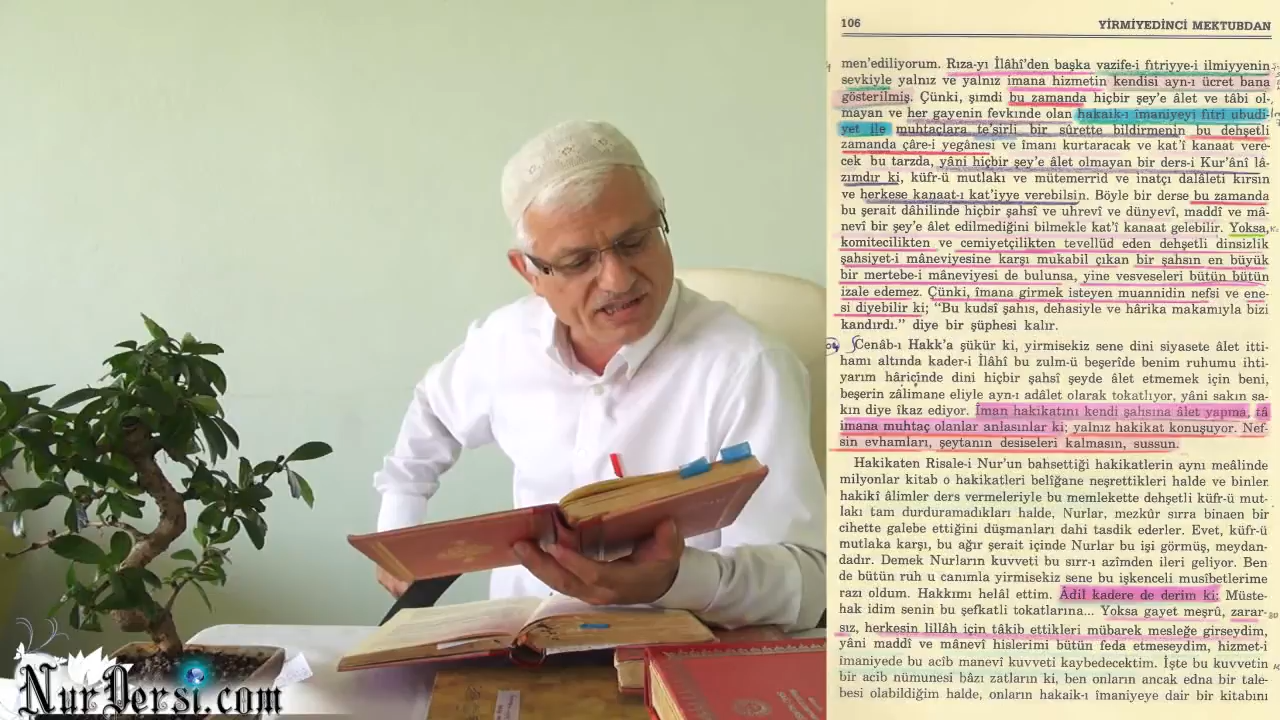 106 YİRMİYEDİNCİ MEKTUBDAN
men'ediliyorum. Rıza-yı İlâhî'den başka vazife-i fıtriyye-i ilmiyyenin
sevkiyle yalnız ve yalnız imana hizmetin kendisi ayn-ı ücret bana
gösterilmiş. Çünki, şimdi bu zamanda hiçbir şey'e âlet ve tâbi ol-
mayan ve her gayenin fevkınde olan hakaik-ı îmaniyeyi fıtrî ubudi-
yet ile muhtaçlara te'sirli bir sûrette bildirmenin bu dehşetli
zamanda çâre-i yegânesi ve îmanı kurtaracak ve kat'î kanaat vere-
cek bu tarzda, yâni hiçbir şey'e âlet olmayan bir ders-i Kur'ânî lâ-
zımdır ki, küfr-ü mutlakı ve mütemerrid ve inatçı dalâleti kırsın
ve herkese kanaat-ı kat'iyye verebilsin. Böyle bir derse bu zamanda
bu şerait dâhilinde hiçbir şahsî ve uhrevî ve dünyevî, maddî ve mâ-
nevî bir şey'e âlet edilmediğini bilmekle kat'î kanaat gelebilir. Yoksa,
komitecilikten ve cemiyetçilikten tevellüd eden dehşetli dinsizlik
şahsiyet-i mâneviyesine karşı mukabil çıkan bir şahsın en büyük
bir mertebe-i mâneviyesi de bulunsa, yine vesveseleri bütün bütün
izale edemez. Çünki, îmana girmek isteyen muannidin nefsi ve ene-
si diyebilir ki; "Bu kudsî şahıs, dehasiyle ve hârika makamıyla bizi
kandırdı." diye bir şüphesi kalır.
Cenâb-ı Hakk'a şükür ki, yirmisekiz sene dini siyasete âlet itti-
hamı altında kader-i İlâhî bu zulm-ü beşerîde benim ruhumu ihti-
yarım hâricinde dini hiçbir şahsî şeyde âlet etmemek için beni,
beşerin zâlimane eliyle ayn-ı adâlet olarak tokatlıyor, yâni sakın sa-
kın diye îkaz ediyor. Îman hakikatını kendi şahsına âlet yapma, tâ
imana muhtaç olanlar anlasınlar ki; yalnız hakikat konuşuyor. Nef-
sin evhamları, şeytanın desiseleri kalmasın, sussun.
Hakikaten Risale-i Nur'un bahsettiği hakikatlerin aynı meâlinde
milyonlar kitab o hakikatleri belîğane neşrettikleri halde ve binler
hakikî âlimler ders vermeleriyle bu memlekette dehşetli küfr-ü mut-
lakı tam durduramadıkları halde, Nurlar, mezkûr sırra binaen bir
cihette galebe ettiğini düşmanları dahi tasdik ederler. Evet, küfr-ü
mutlaka karşı, bu ağır şerait içinde Nurlar bu işi görmüş, meydan-
dadır. Demek Nurların kuvveti bu sırr-ı azimden ileri geliyor. Ben
de bütün ruh u canımla yirmisekiz sene bu işkenceli musîbetlerime
razı oldum. Hakkımı helâl ettim. Âdil kadere de derim ki: Müste-
hak idim senin bu şefkatli tokatlarına... Yoksa gayet meşrû, zarar-
sız, herkesin lillâh için tâkib ettikleri mübarek mesleğe girseydim,
yâni maddî ve mânevî hislerimi bütün feda etmeseydim, hizmet-i
îmaniyede bu acîb manevî kuvveti kaybedecektim. İşte bu kuvvetin
bir acîb nümunesi bâzı zatların ki, ben onların ancak edna bir tale-
besi olabildiğim halde, onların hakaik-ı îmaniyeye dair bir kitabını
NurDersi.com